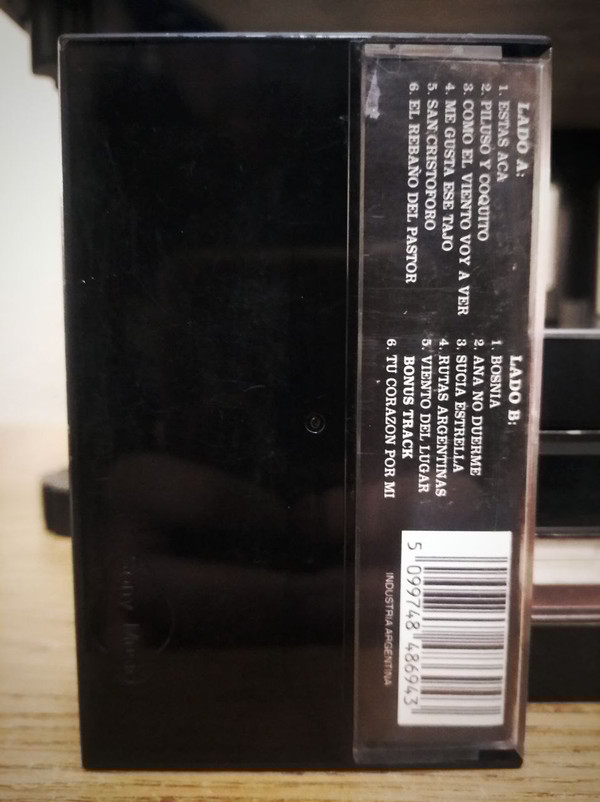 LADO A:
1. ESTAS ACA
2. PILUSO Y COQUITO
3. COMO EL VIENTO VOY A VER
4. ME GUSTA ESE TAJO
5. SAN CRISTOFORO
6. EL REBAÑO DEL PASTOR
LADO B:
1. BOSNIA
2. ANA NO DUERME
3. SUCIA ESTRELLA
4. RUTAS ARGENTINAS
5. VIENTO DEL LUGAR
BONUS TRACK
6. TU CORAZON POR MI
5 099748 486943
INDUSTRIA ARGENTINA
Sony Music